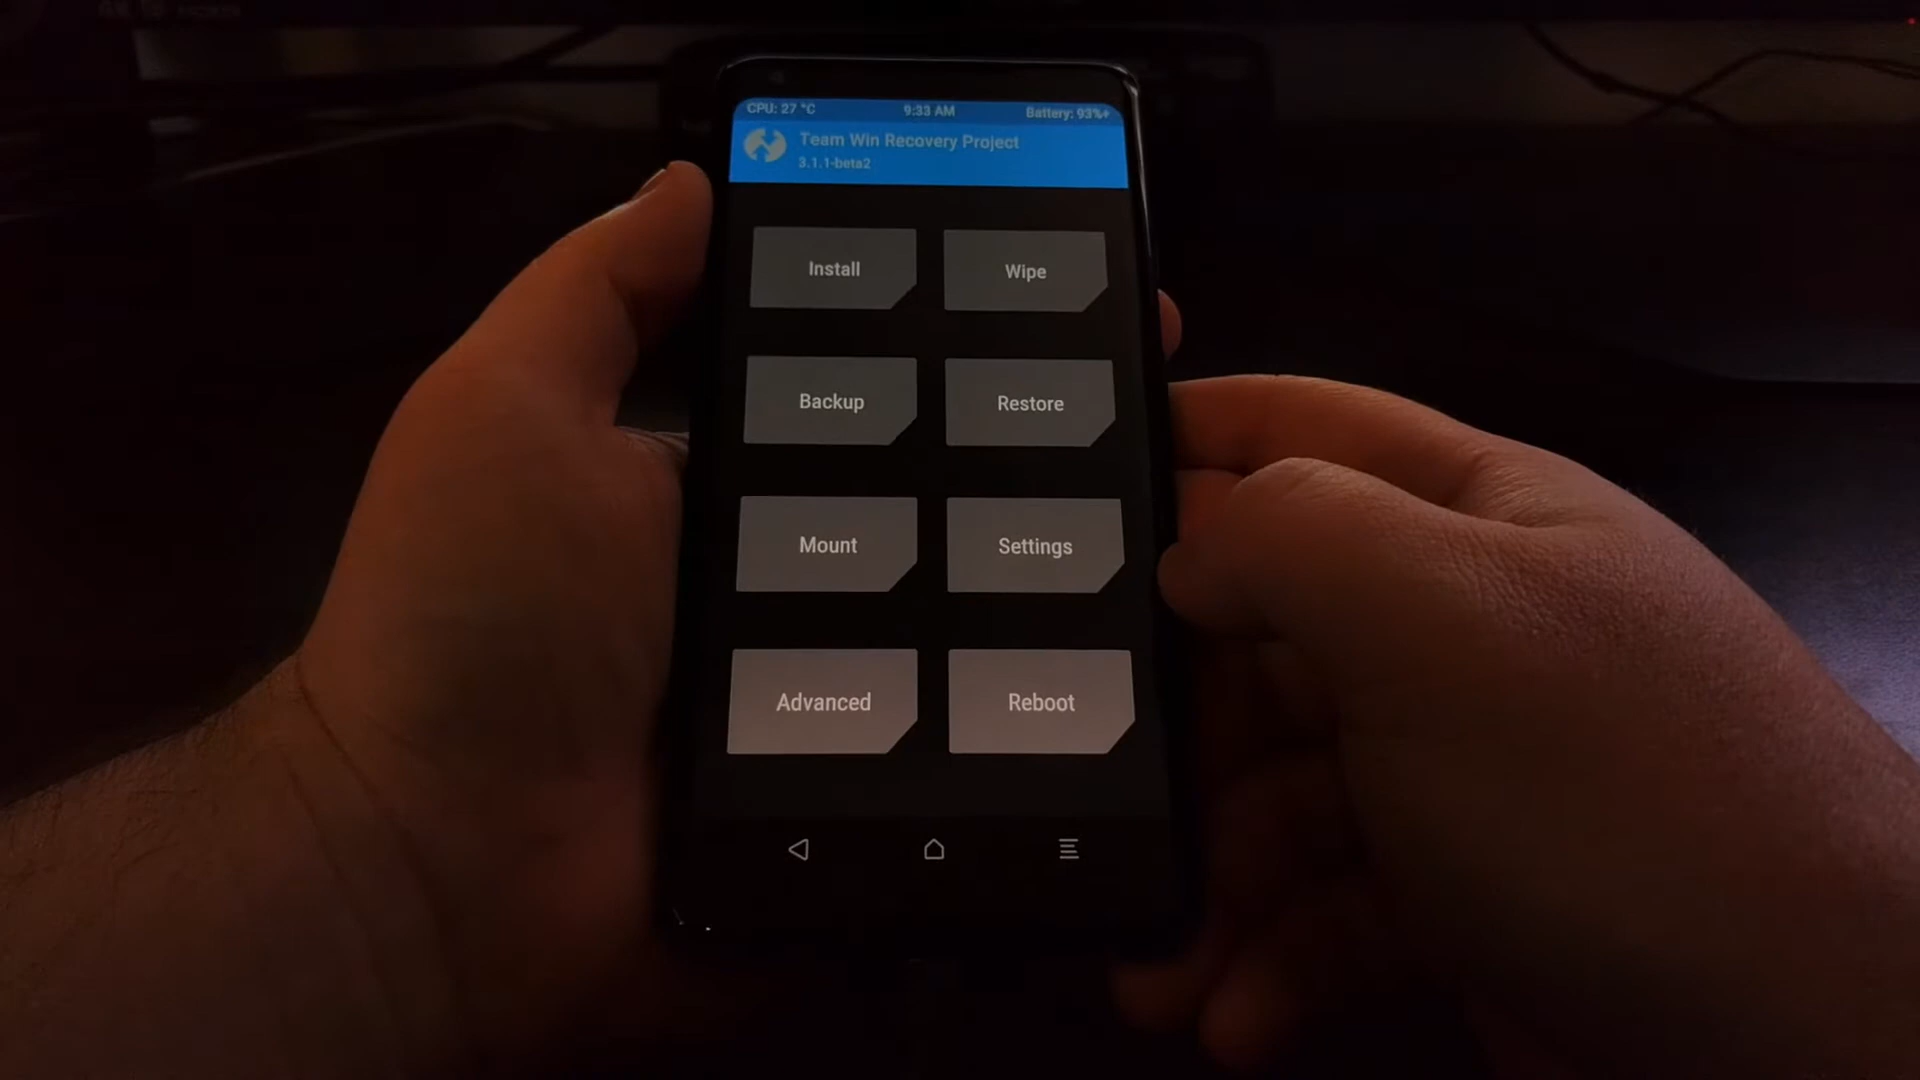 CPU: 27 °C
9:33 AM
Battery: 93%+
Team Win Recovery Project
3.1.1-beta2
Install
Wipe
Backup
Restore
Mount
Settings
Advanced
Reboot